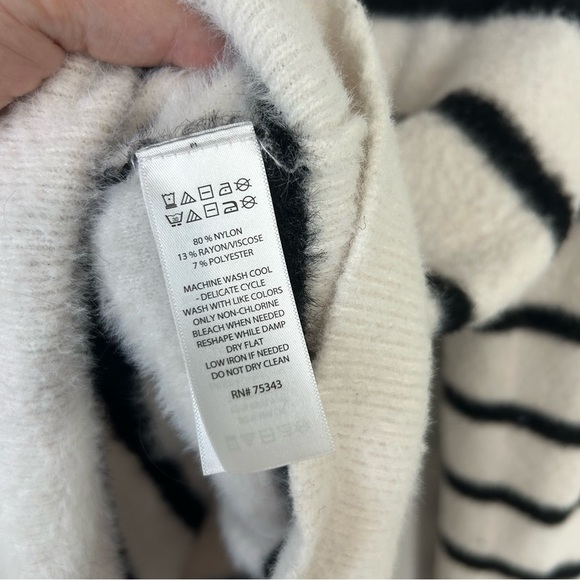 80 % NYLON
13 % RAYON/VISCOSE
7 % POLYESTER
MACHINE WASH COOL
- DELICATE CYCLE
WASH WITH LIKE COLORS
ONLY NON-CHLORINE
BLEACH WHEN NEEDED
RESHAPE WHILE DAMP
DRY FLAT
LOW IRON IF NEEDED
DO NOT DRY CLEAN
RN# 75343